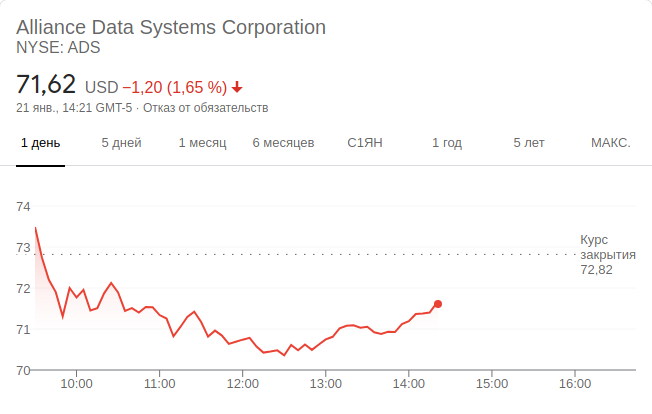 Alliance Data Systems Corporation
NYSE: ADS
71,62 USD −1,20 (1,65 %)
21 янв., 14:21 GMT-5 · Отказ от обязательств
1 день 5 дней 1 месяц 6 месяцев С1ЯН 1 год 5 лет МАКС.
74
73
72
71
70
Курс
закрытия
72,82
10:00 11:00 12:00 13:00 14:00 15:00 16:00